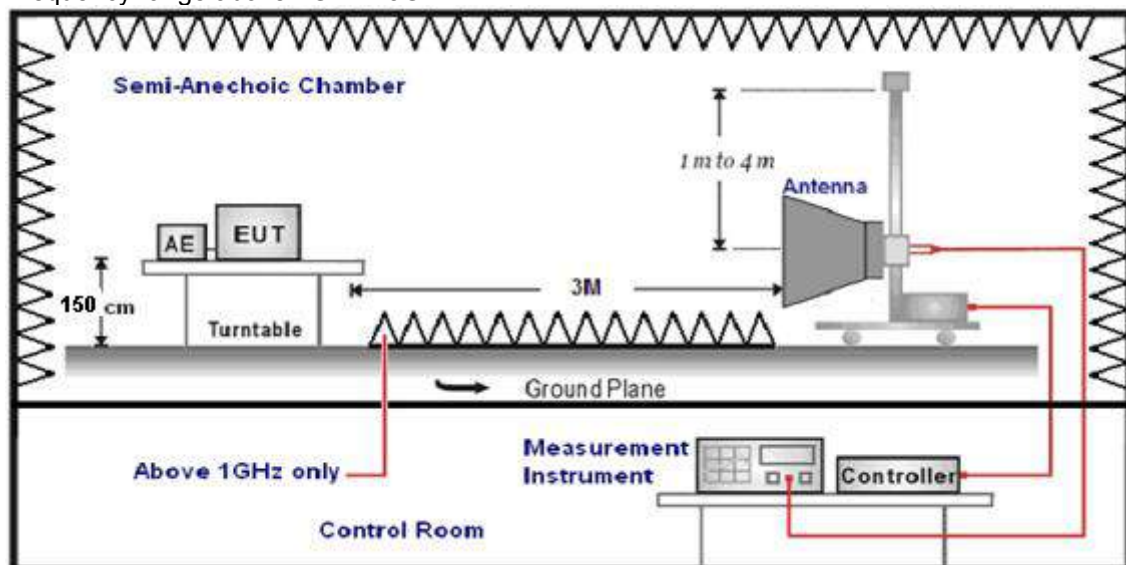 Semi-Anechoic Chamber
1 m to 4 m
Antenna
AE
EUT
150 cm
3M
Turntable
Ground Plane
Above 1GHz only
Measurement
Instrument
Controller
Control Room